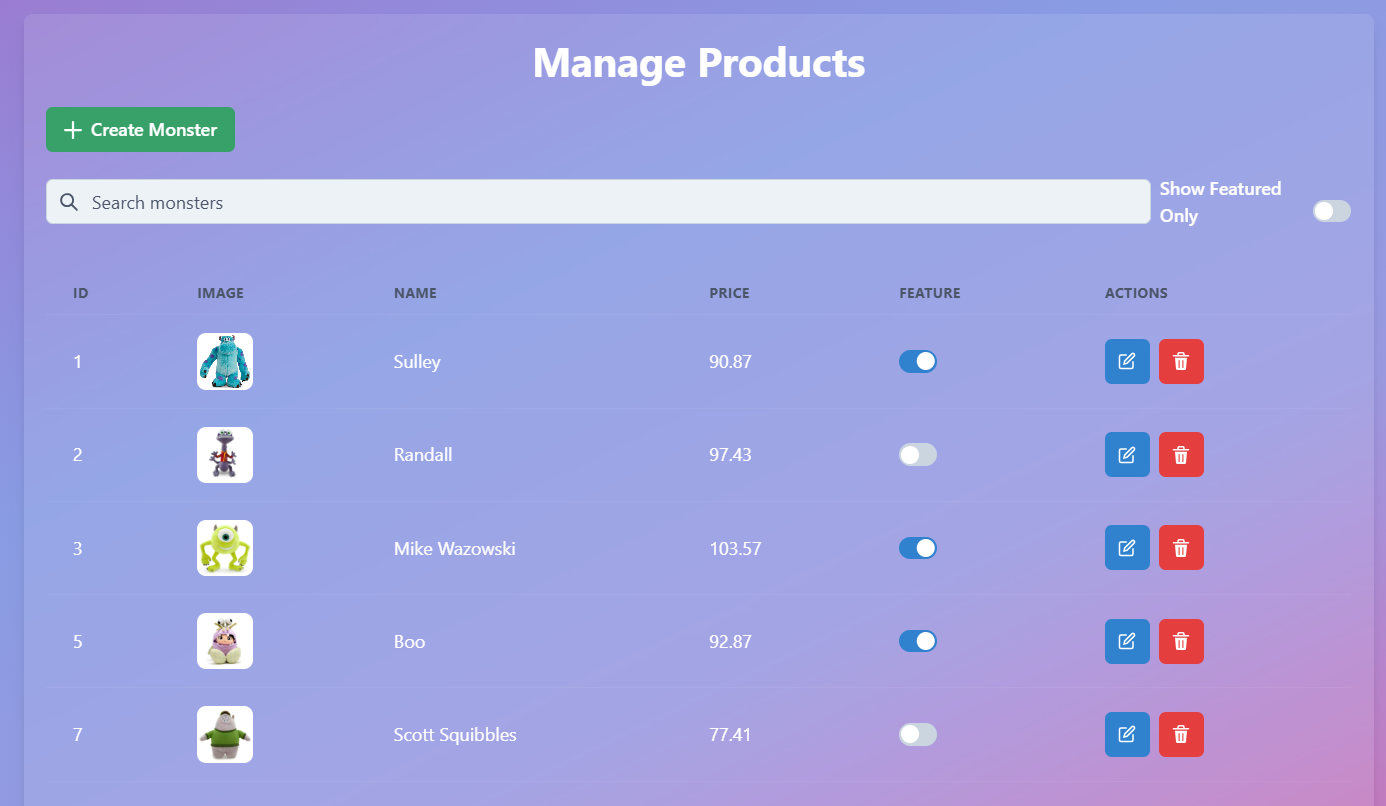 Manage Products
Create Monster
Search monsters
Show Featured
Only
ID IMAGE NAME PRICE FEATURE ACTIONS
1 Sulley 90.87
2 Randall 97.43
3 Mike Wazowski 103.57
5 Boo 92.87
7 Scott Squibbles 77.41